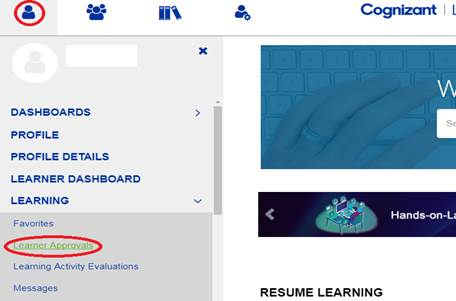 Cognizant | L
W
Se
DASHBOARDS
PROFILE
PROFILE DETAILS
LEARNER DASHBOARD
LEARNING
Favorites
Learner Approvals
Learning Activity Evaluations
Messages
Hands-on-La
RESUME LEARNING